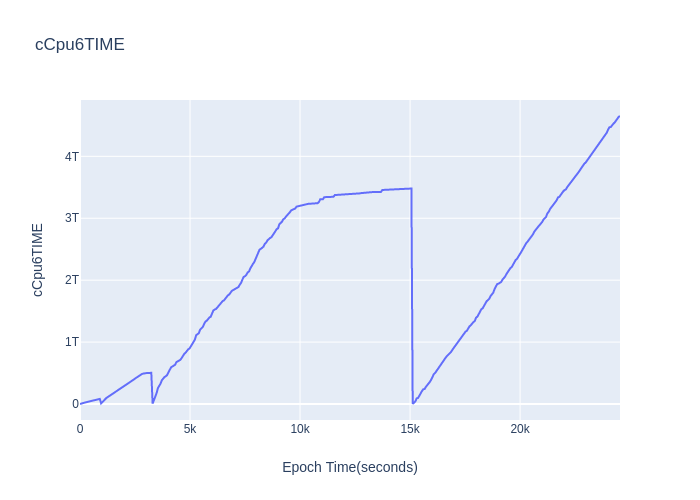 cCpu6TIME
cCpu6TIME
4T
3T
2T
1T
0
0
5k
10k
15k
20k
Epoch Time(seconds)